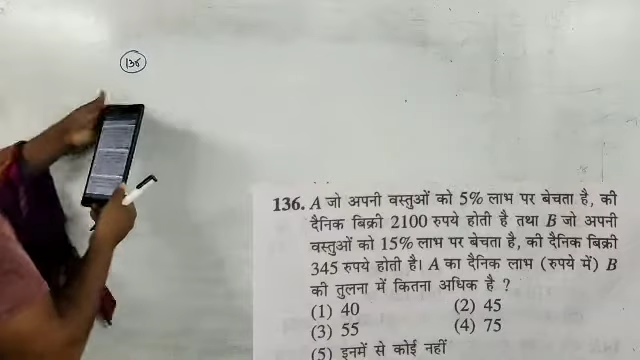 136
136. A जो अपनी वस्तुओं को 5% लाभ पर बेचता है, की
दैनिक बिक्री 2100 रुपये होती है तथा B जो अपनी
वस्तुओं को 15% लाभ पर बेचता है, की दैनिक बिक्री
345 रुपये होती है। A का दैनिक लाभ (रुपये में) B
की तुलना में कितना अधिक है ?
(1) 40 (2) 45
(3) 55 (4) 75
(5) इनमें से कोई नहीं